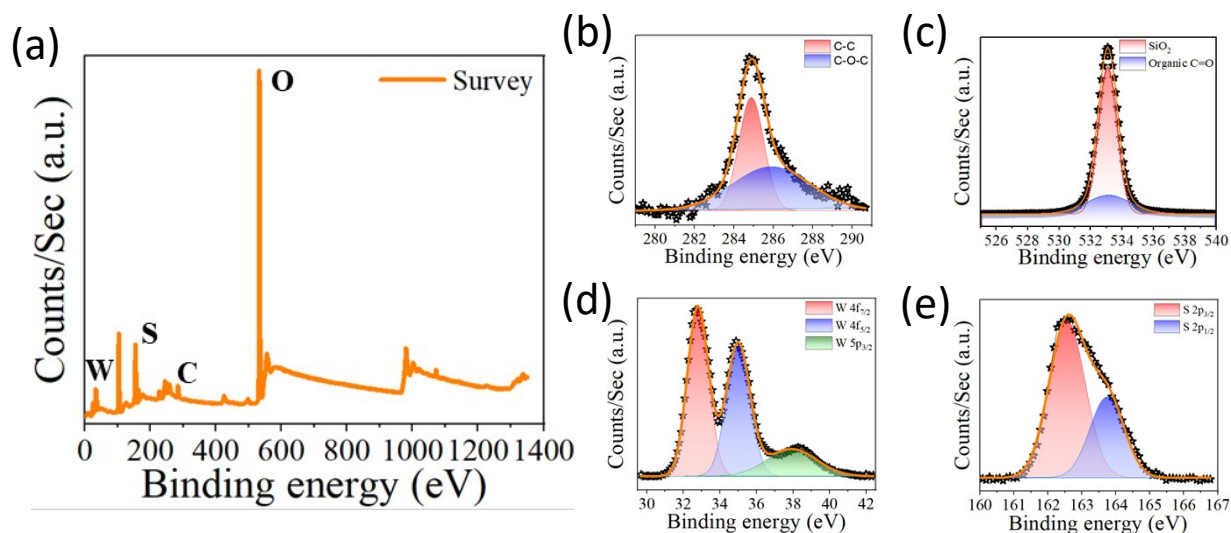 (a)
Counts/Sec (a.u.)
Survey
O
W
S
C
0 200 400 600 800 1000 1200 1400
Binding energy (eV)
(b)
Counts/Sec (a.u.)
C-C
C-O-C
280 282 284 286 288 290
Binding energy (eV)
(c)
Counts/Sec (a.u.)
SiO₂
Organic C=O
526 528 530 532 534 536 538 540
Binding energy (eV)
(d)
Counts/Sec (a.u.)
W 4f₇/₂
W 4f₅/₂
W 5p₃/₂
30 32 34 36 38 40 42
Binding energy (eV)
(e)
Counts/Sec (a.u.)
S 2p₃/₂
S 2p₁/₂
160 161 162 163 164 165 166 167
Binding energy (eV)